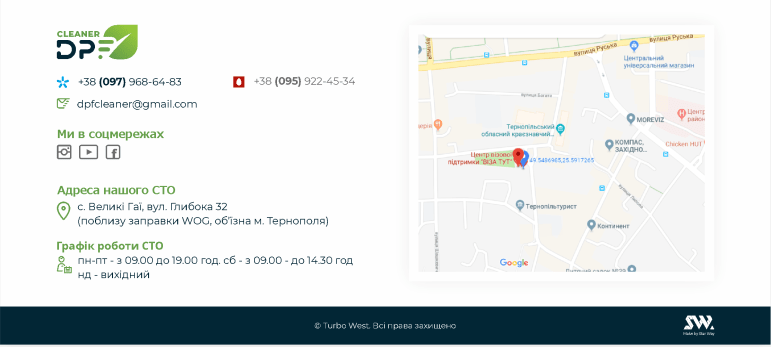 CLEANER
DPF
+38 (097) 968-64-83
+38 (095) 922-45-34
dpfcleaner@gmail.com
Ми в соцмережах
Адреса нашого СТО
с. Великі Гаї, вул. Глибока 32
(поблизу заправки WOG, об'їзна м. Тернополя)
Графік роботи СТО
пн-пт - з 09.00 до 19.00 год. сб - з 09.00 - до 14.30 год
нд - вихідний
вулиця Руська
вулиця Руська
Центральний
універсальний магазин
Центр
район
MOREVIZ
Тернопільський
обласний краєзнавчий...
КОМПАС,
ЗАХІДНО...
Chicken HUT
Центр візової
підтримки "ВІЗА ТУТ"
49.5486985,25.5917265
Тернопільтурист
Континент
Google
© Turbo West. Всі права захищено
SW.
Made by Star Way